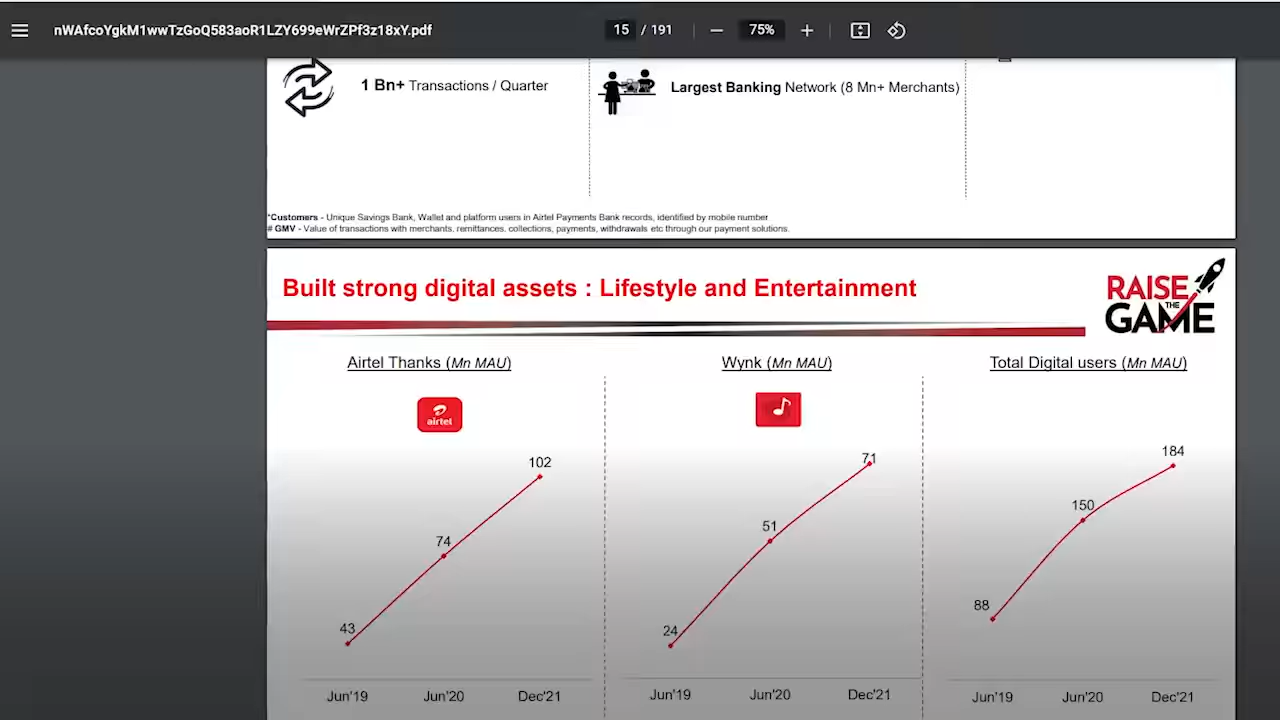 nWAfcoYgkM1wwTzGoQ583aoR1LZY699eWrZPf3z18xY.pdf
15 / 191
75%
1 Bn+ Transactions / Quarter
Largest Banking Network (8 Mn+ Merchants)
*Customers - Unique Savings Bank, Wallet and platform users in Airtel Payments Bank records, identified by mobile number
# GMV - Value of transactions with merchants, remittances, collections, payments, withdrawals etc through our payment solutions.
Built strong digital assets : Lifestyle and Entertainment
RAISE
THE
GAME
Airtel Thanks (Mn MAU)
airtel
102
74
43
Jun'19 Jun'20 Dec'21
Wynk (Mn MAU)
71
51
24
Jun'19 Jun'20 Dec'21
Total Digital users (Mn MAU)
184
150
88
Jun'19 Jun'20 Dec'21